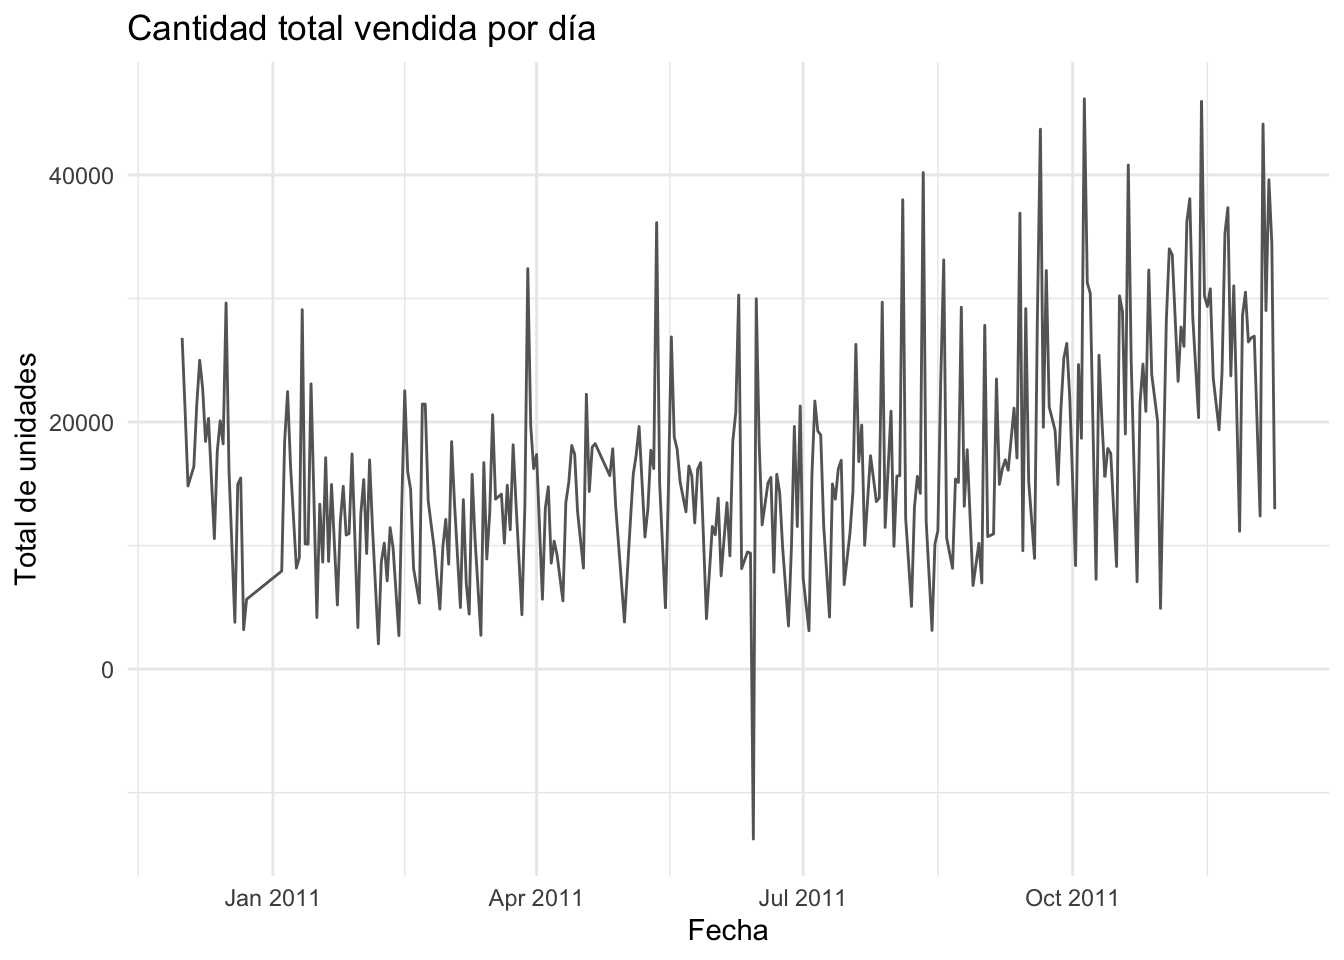 Cantidad total vendida por día
Total de unidades
40000
20000
0
Jan 2011
Apr 2011
Jul 2011
Oct 2011
Fecha